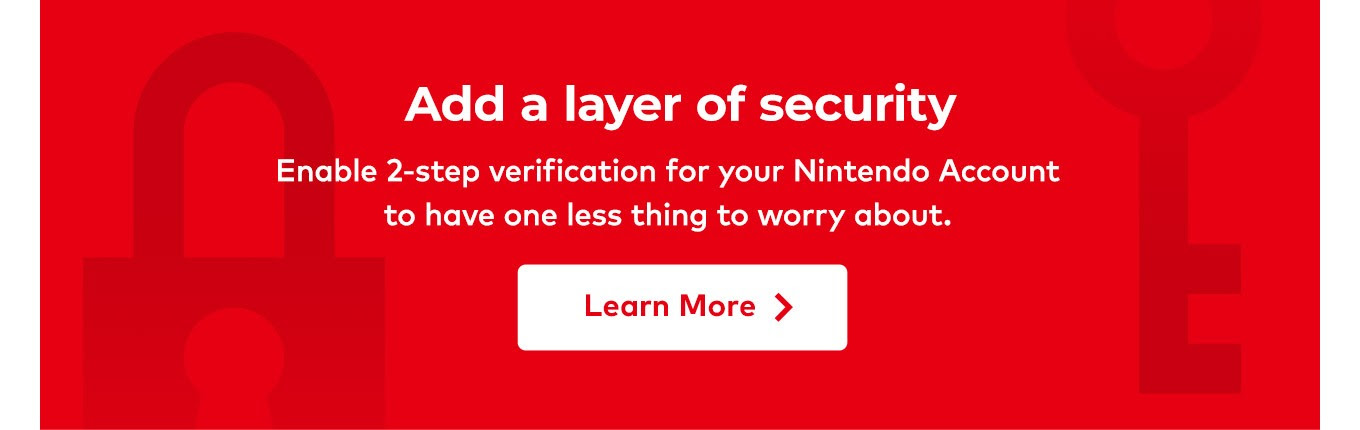 Add a layer of security
Enable 2-step verification for your Nintendo Account
to have one less thing to worry about.
Learn More